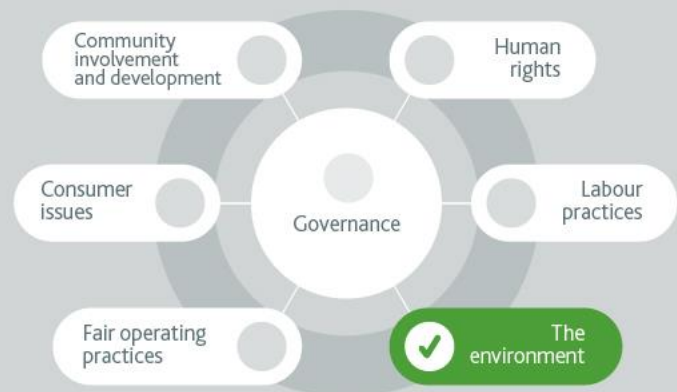 Community
involvement
and development
Human
rights
Consumer
issues
Governance
Labour
practices
Fair operating
practices
The
environment